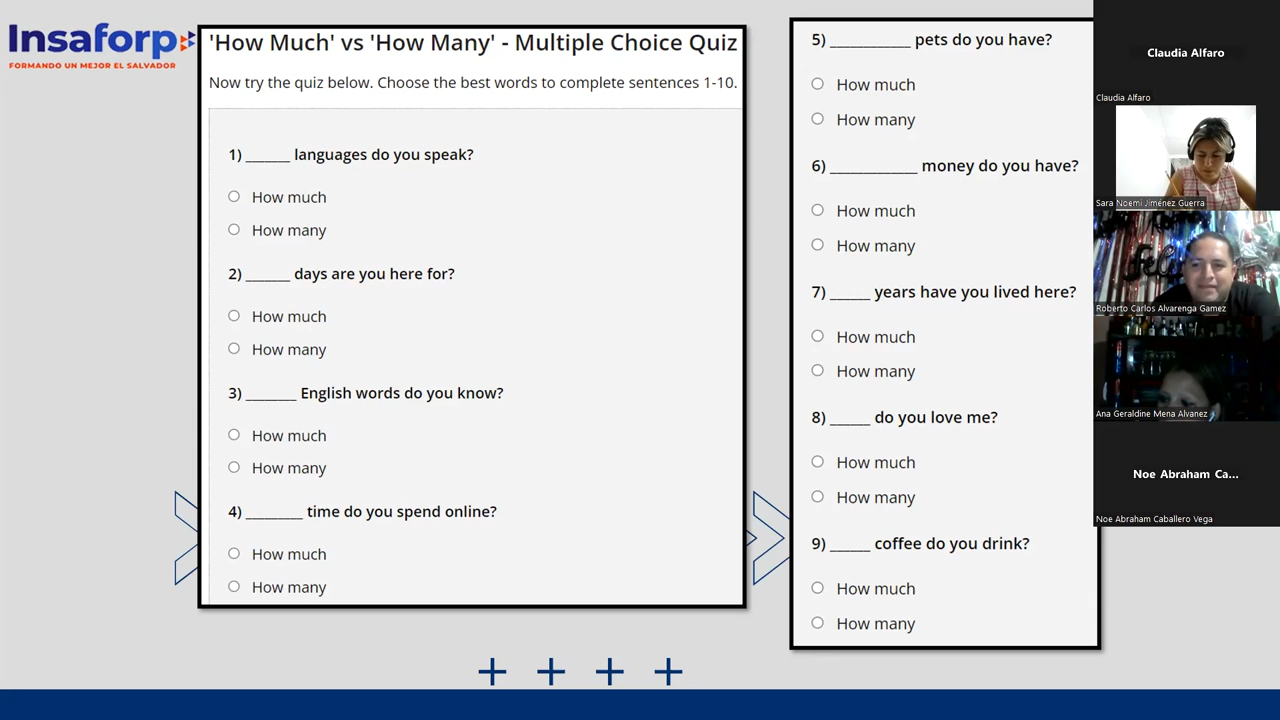 Insaforp
FORMANDO UN MEJOR EL SALVADOR
'How Much' vs 'How Many' - Multiple Choice Quiz
Now try the quiz below. Choose the best words to complete sentences 1-10.
1) ______ languages do you speak?
How much
How many
2) ______ days are you here for?
How much
How many
3) _______ English words do you know?
How much
How many
4) ________ time do you spend online?
How much
How many
5) ____________ pets do you have?
How much
How many
6) _____________ money do you have?
How much
How many
7) ______ years have you lived here?
How much
How many
8) ______ do you love me?
How much
How many
9) ______ coffee do you drink?
How much
How many
Claudia Alfaro
Claudia Alfaro
Sara Noemi Jiménez Guerra
Roberto Carlos Alvarenga Gamez
Ana Geraldine Mena Alvanez
Noe Abraham Ca...
Noe Abraham Caballero Vega